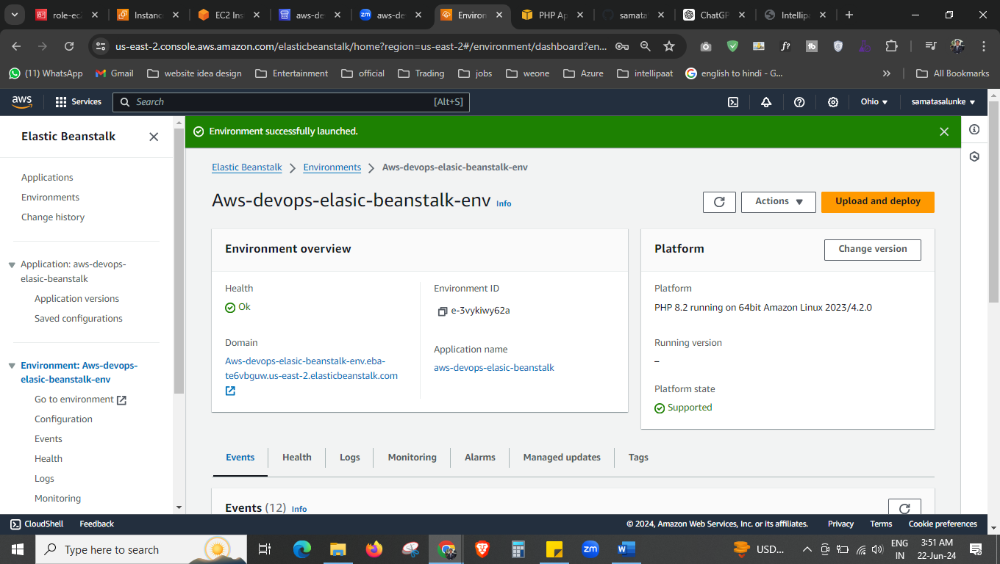 role-ec2
Instanc
EC2 Ins
aws-de
zm aws-de
Environ
PHP Ap
samata
ChatGP
Intellipa
us-east-2.console.aws.amazon.com/elasticbeanstalk/home?region=us-east-2#/environment/dashboard?en...
(11) WhatsApp
Gmail
website idea design
Entertainment
official
Trading
jobs
weone
Azure
intellipaat
english to hindi - G...
All Bookmarks
aws
Services
Search [Alt+S]
Ohio
samatasalunke
Elastic Beanstalk
Applications
Environments
Change history
Application: aws-devops-
elasic-beanstalk
Application versions
Saved configurations
Environment: Aws-devops-
elasic-beanstalk-env
Go to environment
Configuration
Events
Health
Logs
Monitoring
Environment successfully launched.
Elastic Beanstalk > Environments > Aws-devops-elasic-beanstalk-env
Aws-devops-elasic-beanstalk-env Info
Actions
Upload and deploy
Environment overview
Health
Ok
Domain
Aws-devops-elasic-beanstalk-env.eba-
te6vbguw.us-east-2.elasticbeanstalk.com
Environment ID
e-3vykiwy62a
Application name
aws-devops-elasic-beanstalk
Platform
Change version
Platform
PHP 8.2 running on 64bit Amazon Linux 2023/4.2.0
Running version
–
Platform state
Supported
Events
Health
Logs
Monitoring
Alarms
Managed updates
Tags
Events (12) Info
CloudShell
Feedback
© 2024, Amazon Web Services, Inc. or its affiliates.
Privacy
Terms
Cookie preferences
Type here to search
zm
USD...
ENG
IN
3:51 AM
22-Jun-24